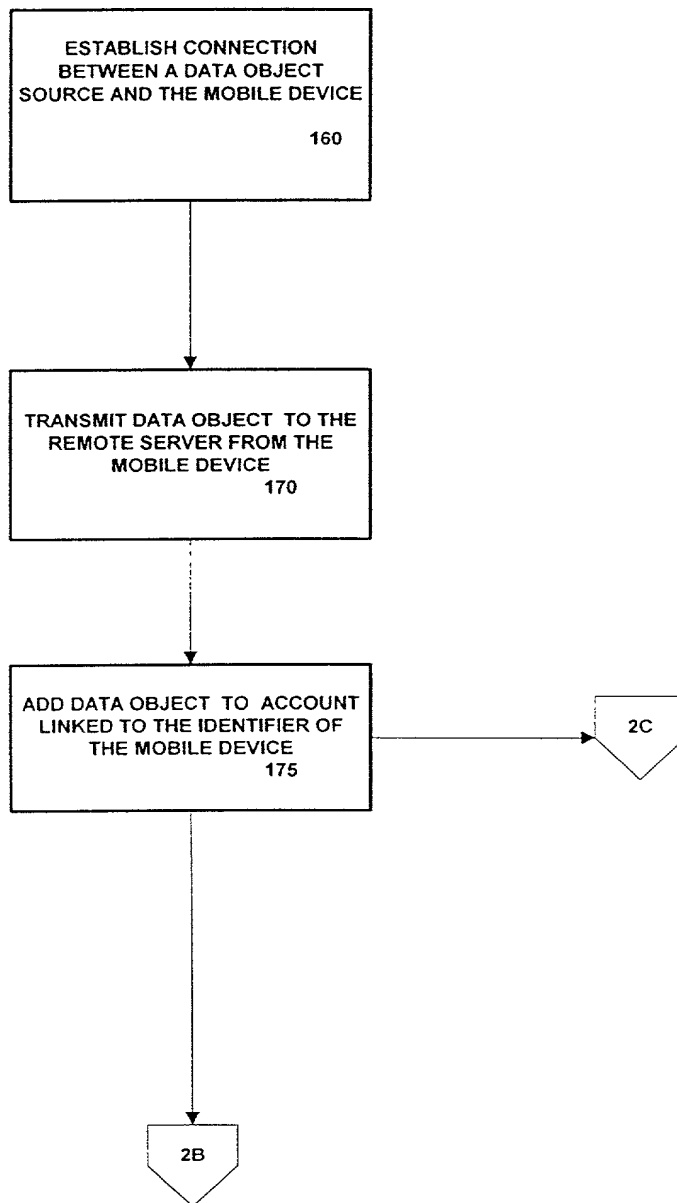 ESTABLISH CONNECTION
BETWEEN A DATA OBJECT
SOURCE AND THE MOBILE DEVICE
160
TRANSMIT DATA OBJECT TO THE
REMOTE SERVER FROM THE
MOBILE DEVICE
170
ADD DATA OBJECT TO ACCOUNT
LINKED TO THE IDENTIFIER OF
THE MOBILE DEVICE
175
2C
2B